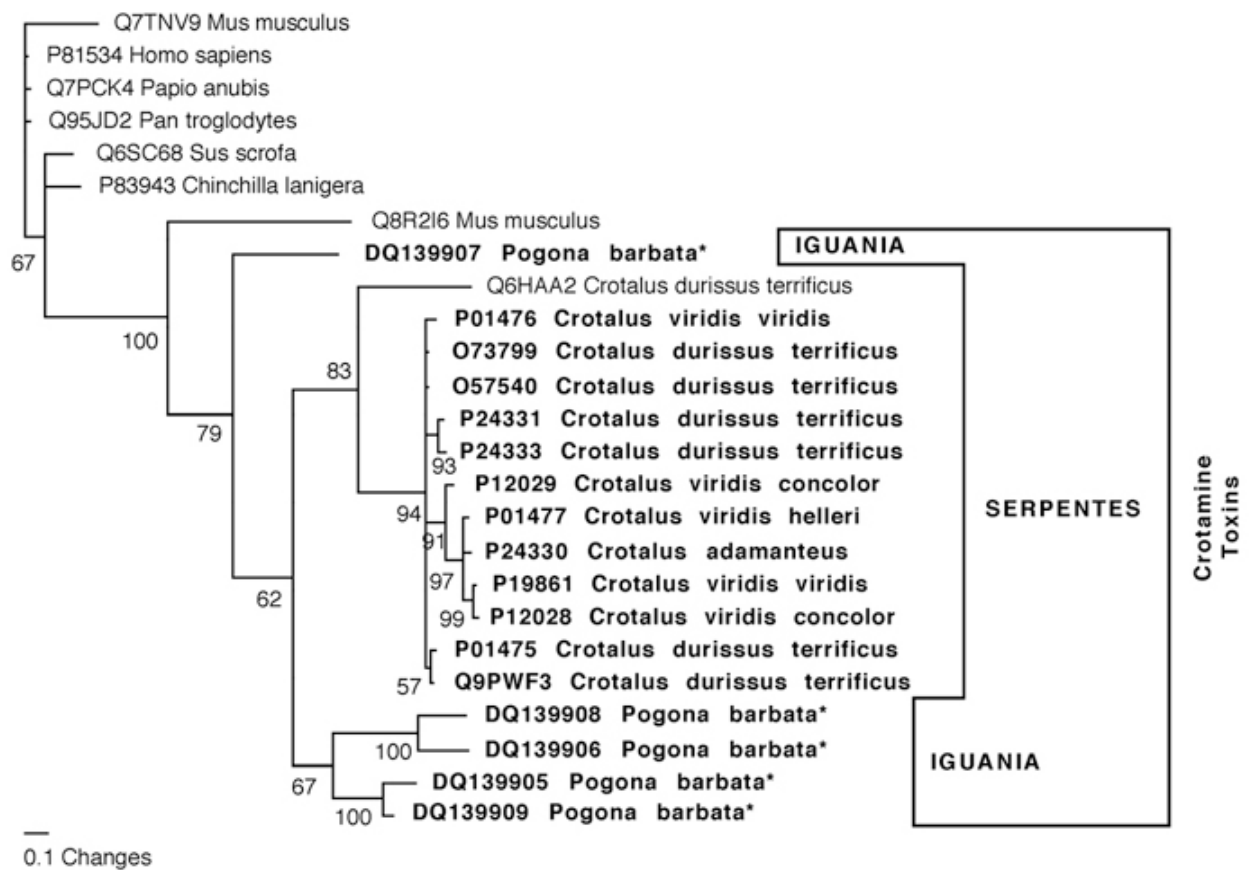 Q7TNV9 Mus musculus
P81534 Homo sapiens
Q7PCK4 Papio anubis
Q95JD2 Pan troglodytes
Q6SC68 Sus scrofa
P83943 Chinchilla lanigera
Q8R2I6 Mus musculus
DQ139907 Pogona barbata*
IGUANIA
67
Q6HAA2 Crotalus durissus terrificus
P01476 Crotalus viridis viridis
100
O73799 Crotalus durissus terrificus
83
O57540 Crotalus durissus terrificus
P24331 Crotalus durissus terrificus
79
P24333 Crotalus durissus terrificus
93
P12029 Crotalus viridis concolor
94
P01477 Crotalus viridis helleri
SERPENTES
Crotamine
Toxins
91
P24330 Crotalus adamanteus
97
P19861 Crotalus viridis viridis
62
99
P12028 Crotalus viridis concolor
P01475 Crotalus durissus terrificus
57
Q9PWF3 Crotalus durissus terrificus
DQ139908 Pogona barbata*
100
DQ139906 Pogona barbata*
IGUANIA
67
DQ139905 Pogona barbata*
100
DQ139909 Pogona barbata*
0.1 Changes